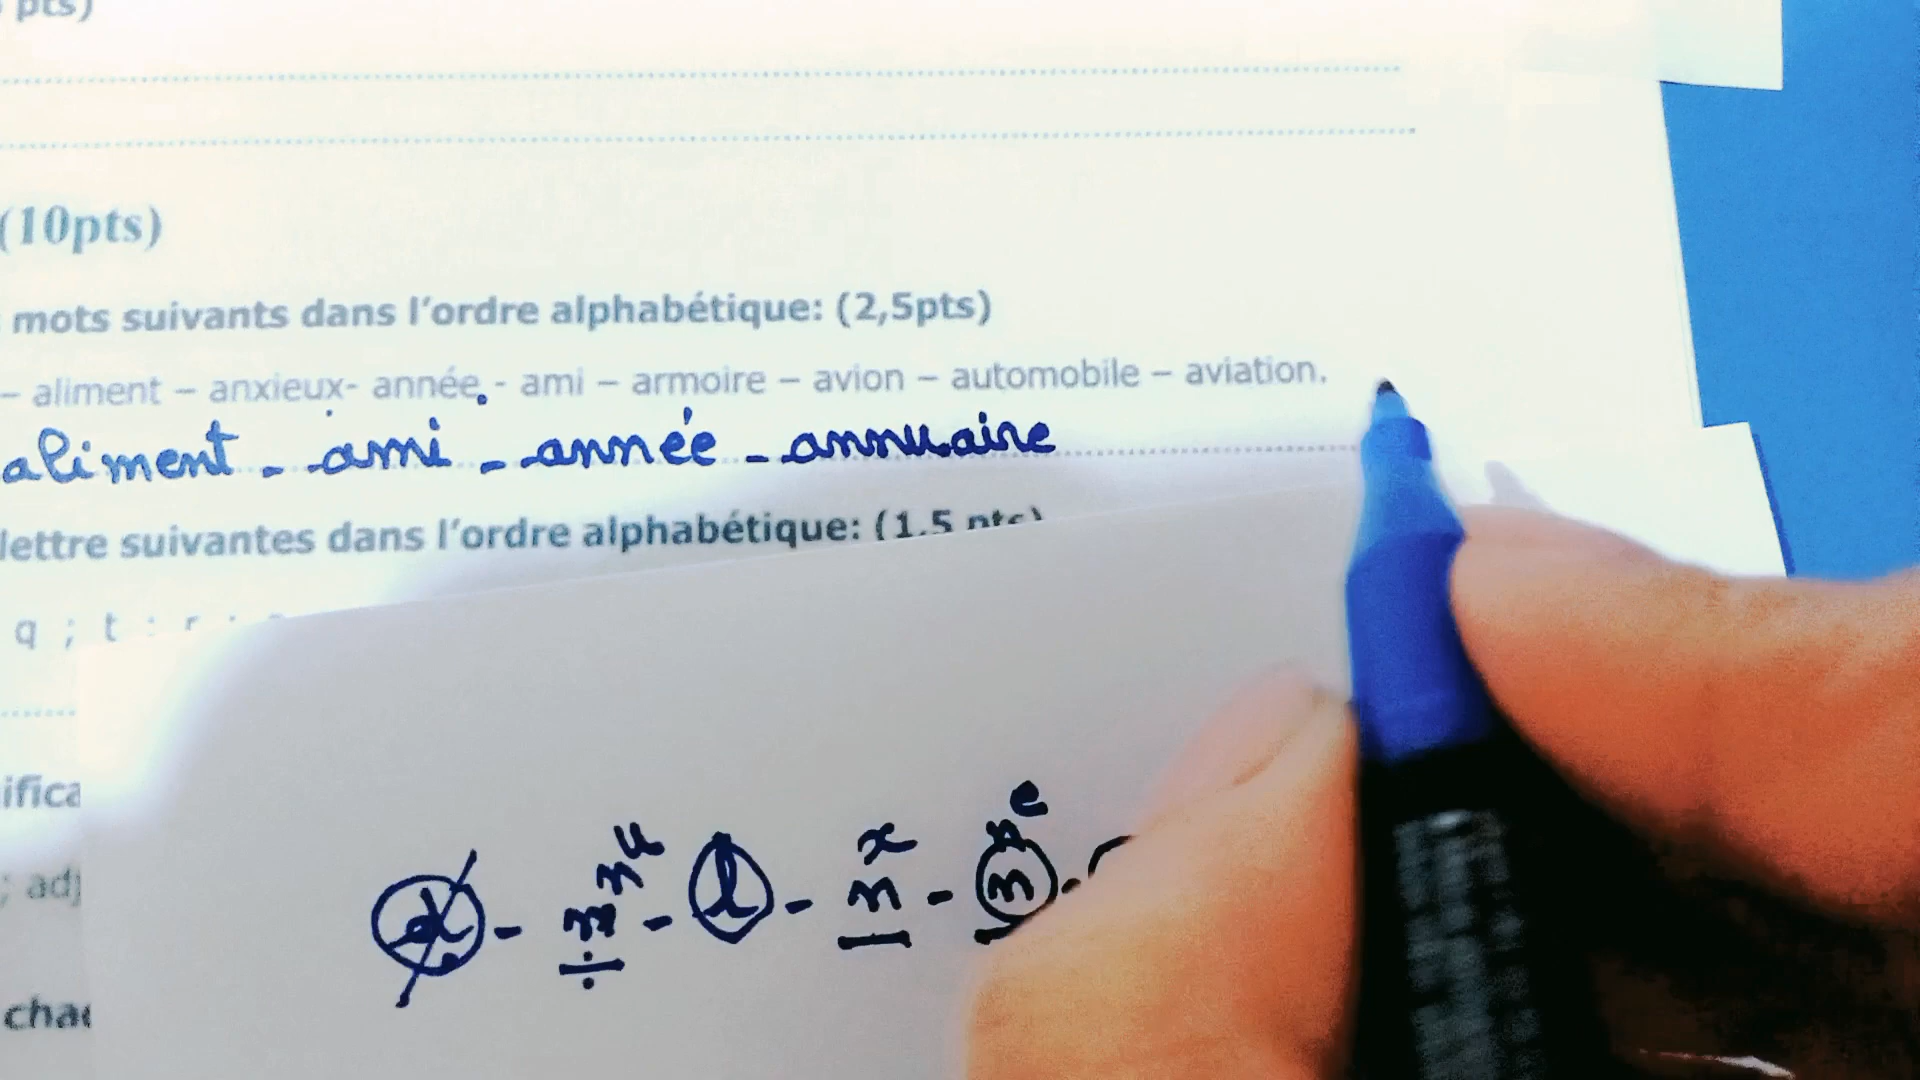 pts)
(10pts)
mots suivants dans l’ordre alphabétique: (2,5pts)
– aliment – anxieux- année - ami – armoire – avion – automobile – aviation.
aliment - ami - année - annuaire
lettre suivantes dans l’ordre alphabétique: (1,5 pts)
q ; t ; r ;
ifica
; adj
chac
u x e
n n
l - n - n -